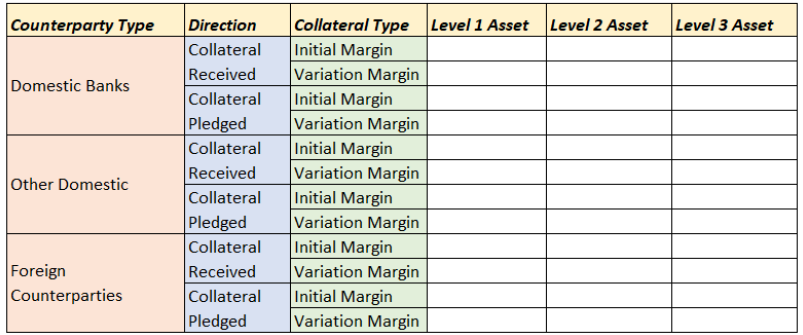 Counterparty Type Direction Collateral Type Level 1 Asset Level 2 Asset Level 3 Asset
Domestic Banks
Collateral Received
Initial Margin
Variation Margin
Collateral Pledged
Initial Margin
Variation Margin
Other Domestic
Collateral Received
Initial Margin
Variation Margin
Collateral Pledged
Initial Margin
Variation Margin
Foreign
Counterparties
Collateral Received
Initial Margin
Variation Margin
Collateral Pledged
Initial Margin
Variation Margin